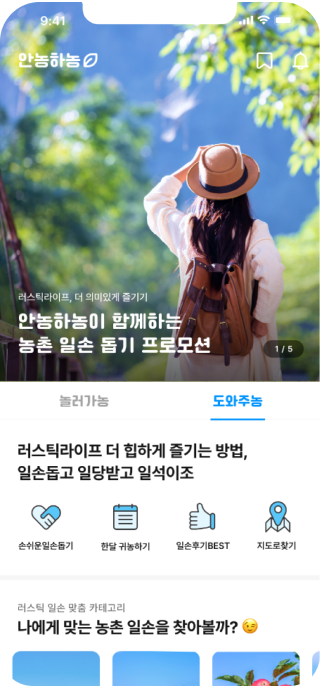 9:41
안농하농
러스틱라이프, 더 의미있게 즐기기
안농하농이 함께하는
농촌 일손 돕기 프로모션
1 / 5
놀러가농 도와주농
러스틱라이프 더 힙하게 즐기는 방법,
일손돕고 일당받고 일석이조
손쉬운일손돕기 한달 귀농하기 일손후기BEST 지도로찾기
러스틱 일손 맞춤 카테고리
나에게 맞는 농촌 일손을 찾아볼까? 😉